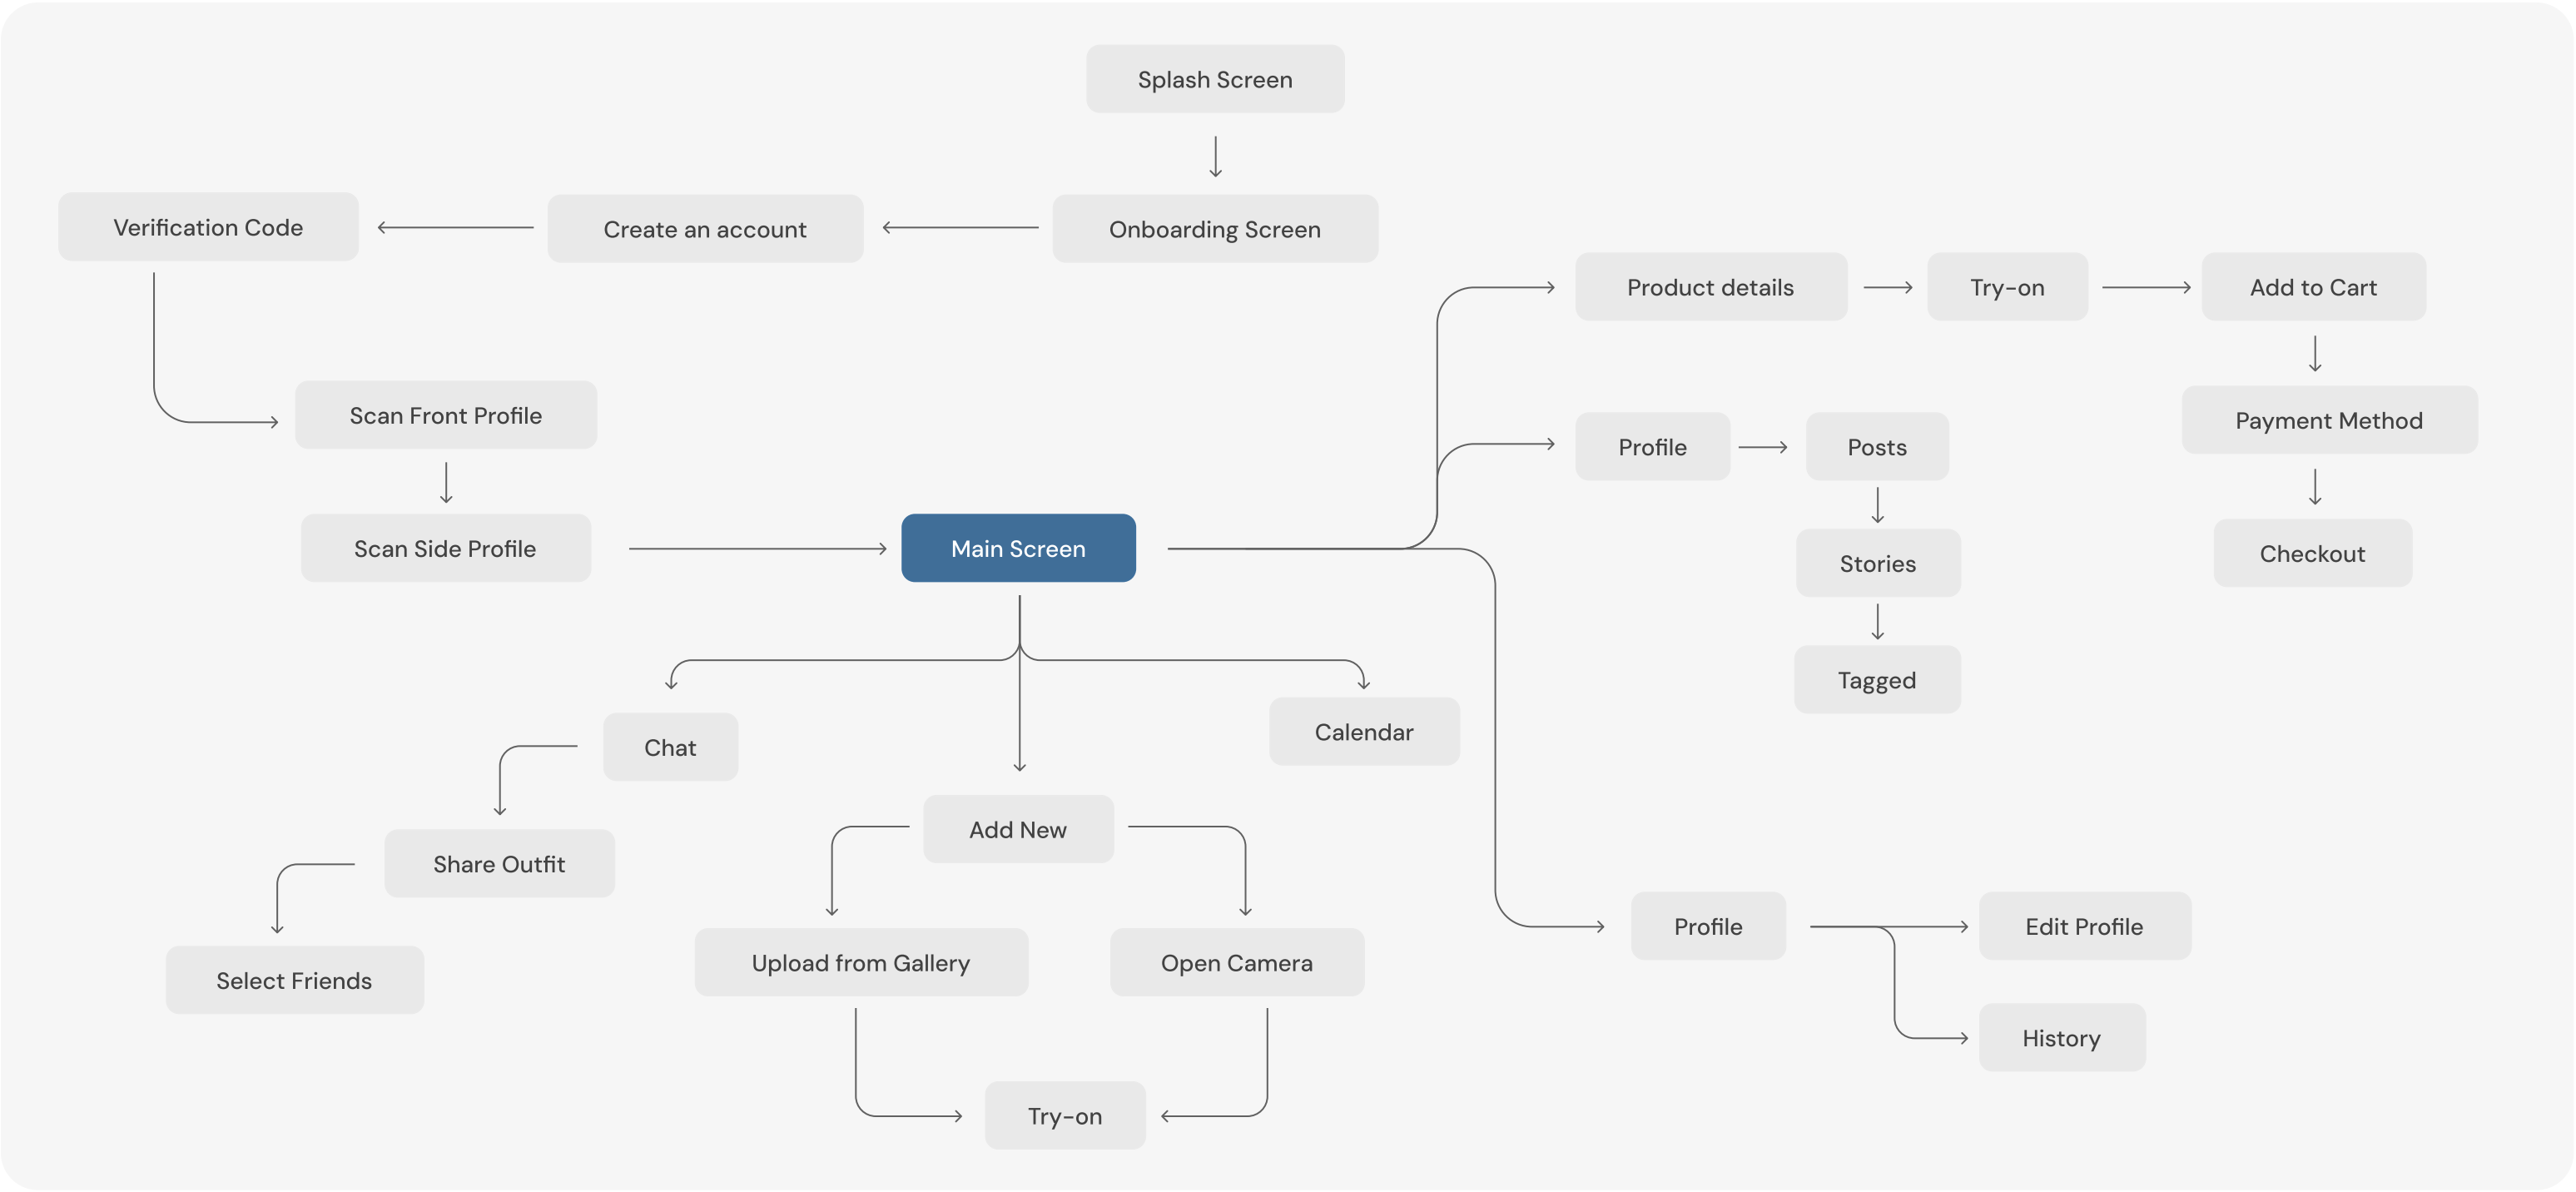 Splash Screen
Verification Code
Create an account
Onboarding Screen
Product details
Try-on
Add to Cart
Scan Front Profile
Profile
Posts
Payment Method
Scan Side Profile
Main Screen
Stories
Checkout
Tagged
Chat
Calendar
Add New
Share Outfit
Profile
Edit Profile
Upload from Gallery
Open Camera
Select Friends
History
Try-on